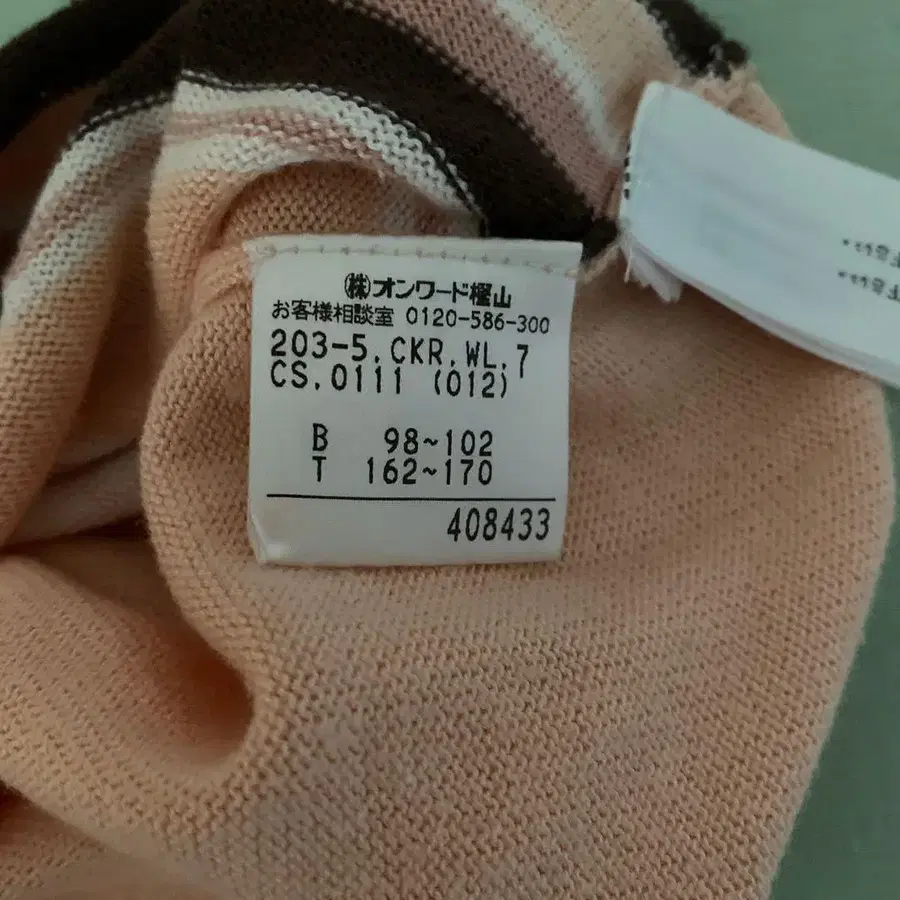 ㈱オンワード樫山
お客様相談室 0120-586-300
203-5.CKR.WL.7
CS.0111 (012)
B 98~102
T 162~170
408433